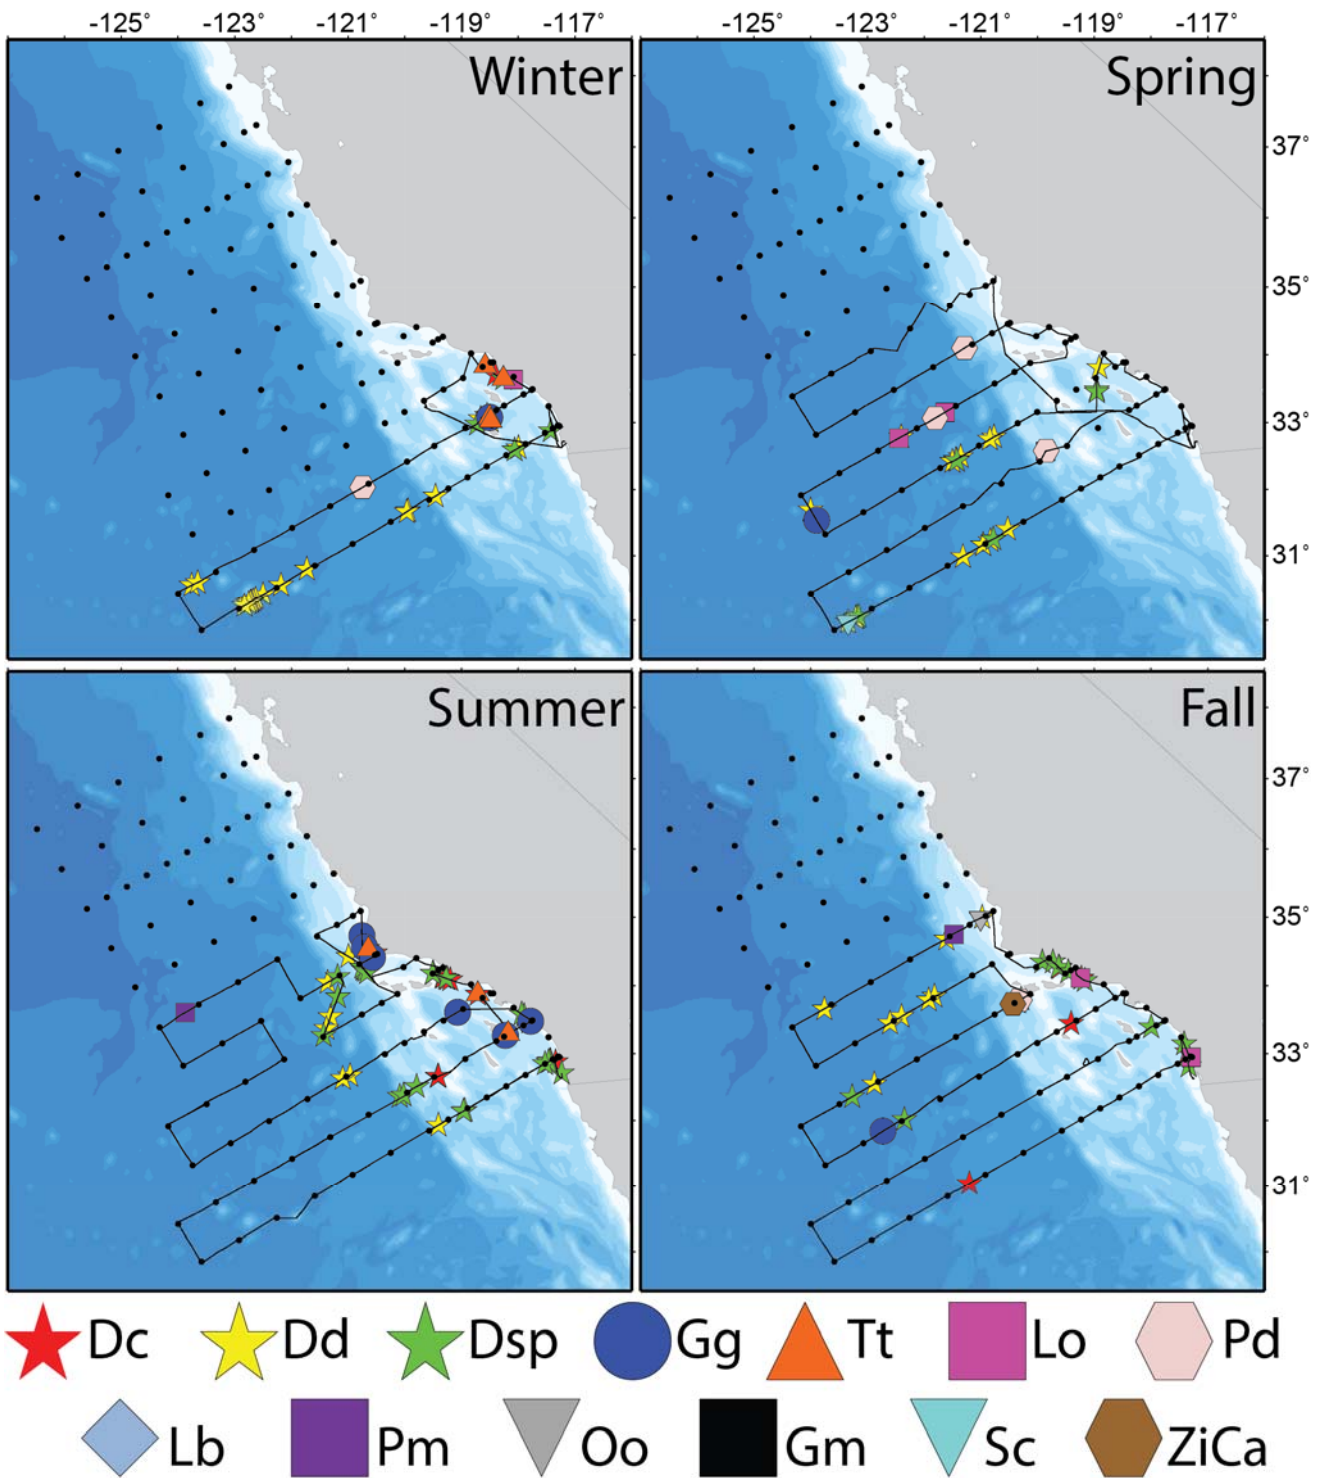 -125° -123° -121° -119° -117° -125° -123° -121° -119° -117°
Winter Spring
37°
35°
33°
31°
Summer Fall
37°
35°
33°
31°
Dc Dd Dsp Gg Tt Lo Pd
Lb Pm Oo Gm Sc ZiCa